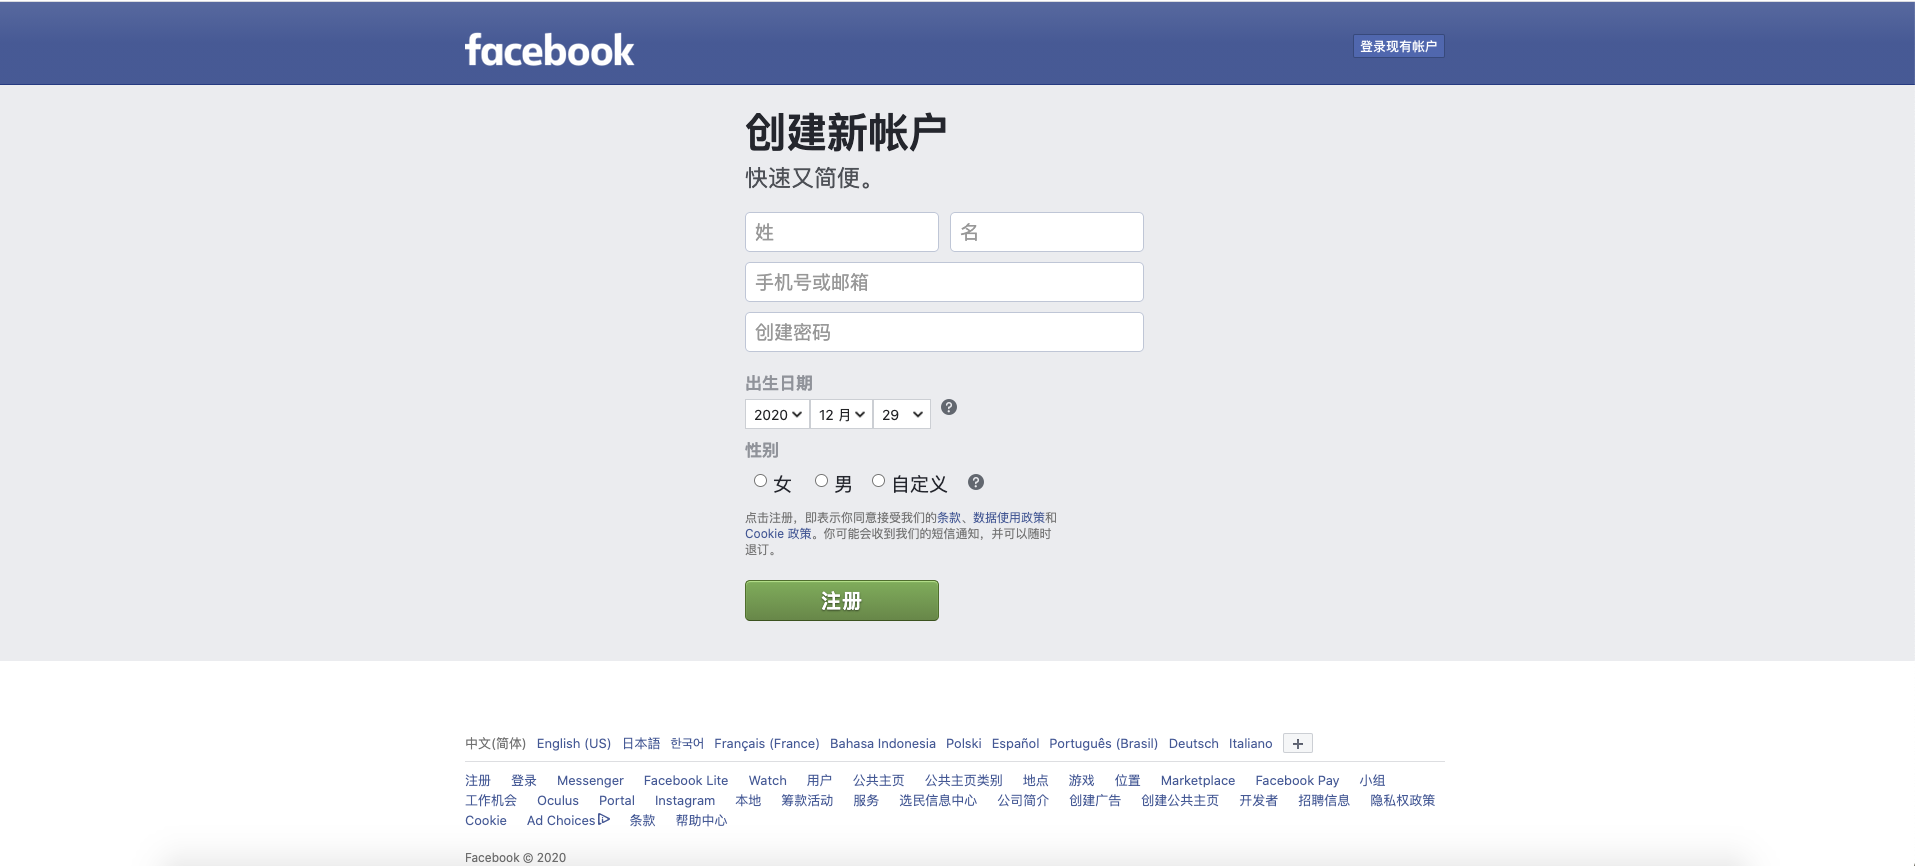 facebook
登录现有帐户
创建新帐户
快速又简便。
姓 名
手机号或邮箱
创建密码
出生日期
2020 12 月 29 ?
性别
女 男 自定义 ?
点击注册，即表示你同意接受我们的条款、数据使用政策和
Cookie 政策。你可能会收到我们的短信通知，并可以随时
退订。
注册
中文(简体) English (US) 日本語 한국어 Français (France) Bahasa Indonesia Polski Español Português (Brasil) Deutsch Italiano +
注册 登录 Messenger Facebook Lite Watch 用户 公共主页 公共主页类别 地点 游戏 位置 Marketplace Facebook Pay 小组
工作机会 Oculus Portal Instagram 本地 筹款活动 服务 选民信息中心 公司简介 创建广告 创建公共主页 开发者 招聘信息 隐私权政策
Cookie Ad Choices 条款 帮助中心
Facebook © 2020